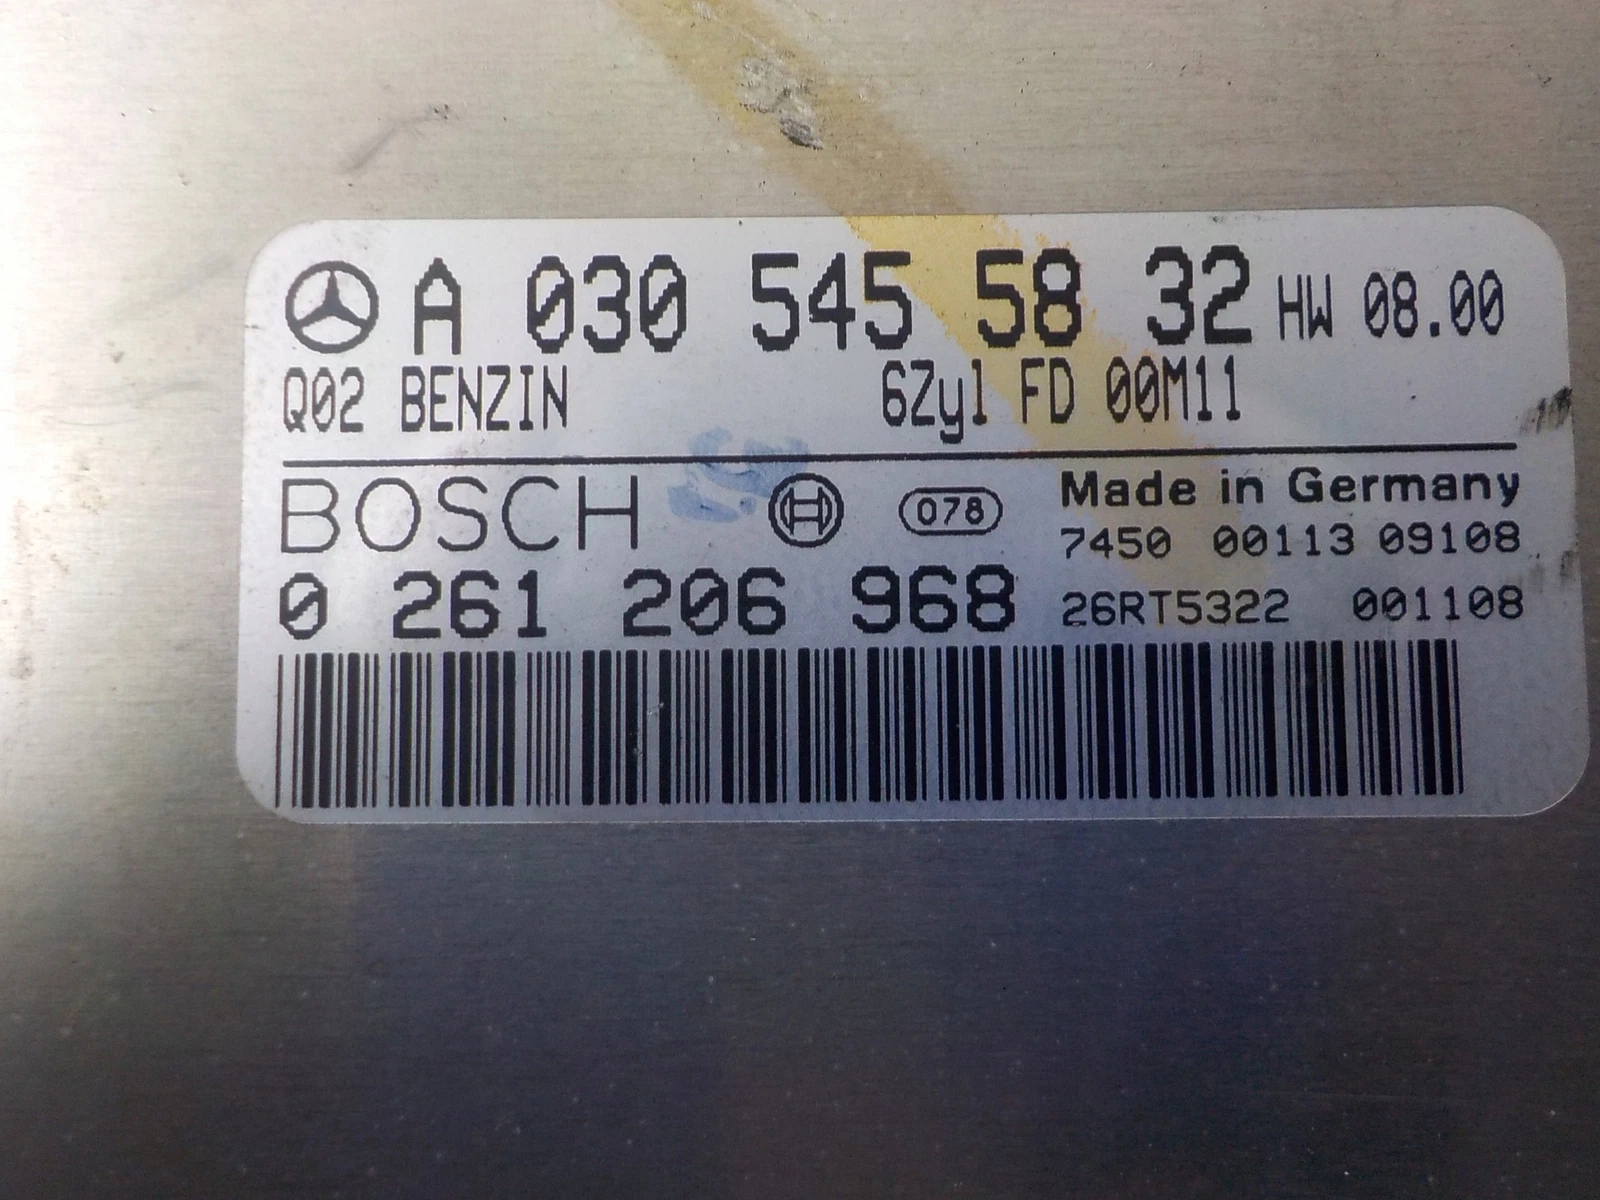 A 030 545 58 32 HW 08.00
Q02 BENZIN 6Zyl FD 00M11
BOSCH 078 Made in Germany
7450 00113 09108
0 261 206 968 26RT5322 001108